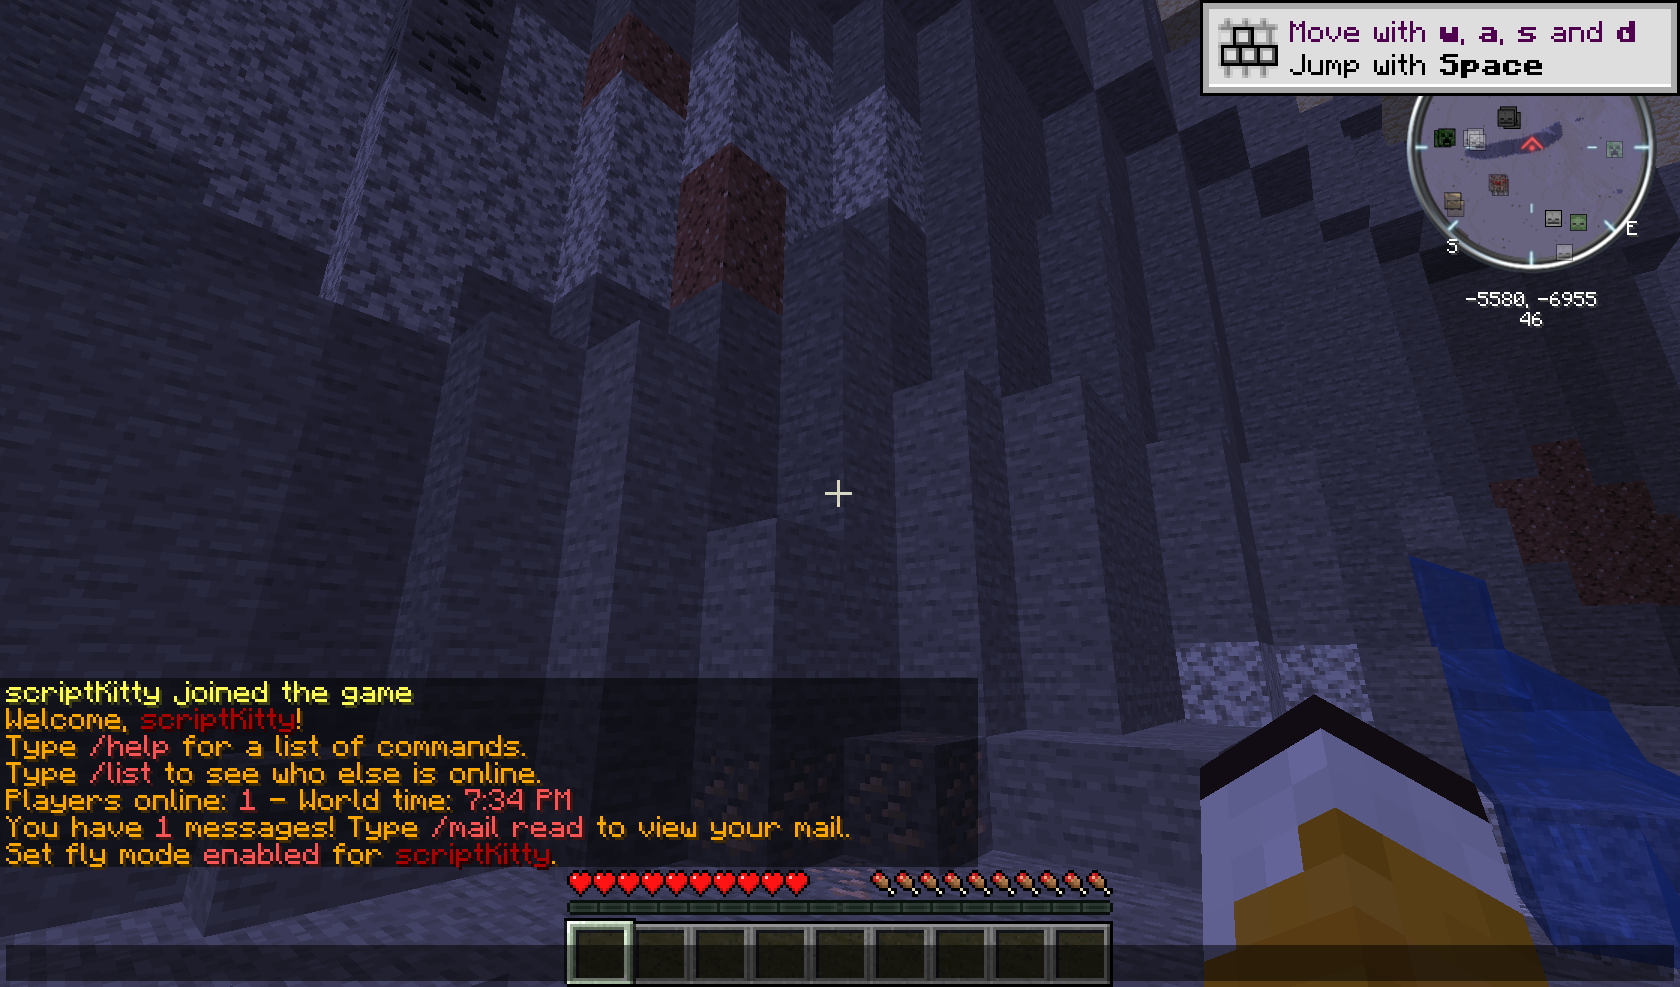 Move with w, a, s and d
Jump with Space
E
S
-5580, -6955
46
scriptKitty joined the game
Welcome, scriptKitty!
Type /help for a list of commands.
Type /list to see who else is online.
Players online: 1 - World time: 7:34 PM
You have 1 messages! Type /mail read to view your mail.
Set fly mode enabled for scriptKitty.